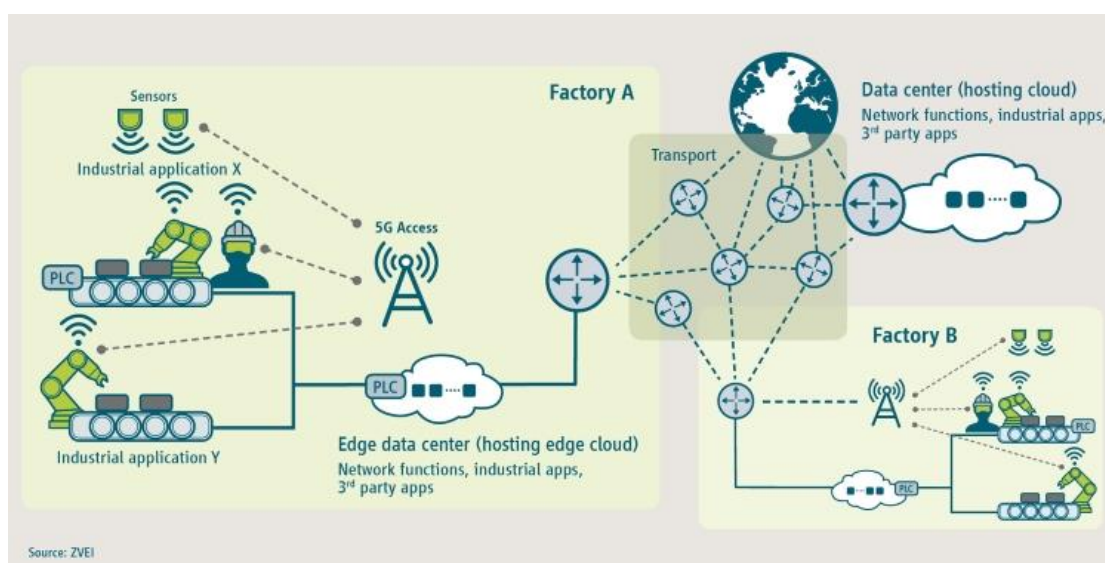 Factory A
Sensors
Industrial application X
PLC
5G Access
Industrial application Y
PLC
Edge data center (hosting edge cloud)
Network functions, industrial apps,
3rd party apps
Transport
Data center (hosting cloud)
Network functions, industrial apps,
3rd party apps
Factory B
PLC
PLC
Source: ZVEI